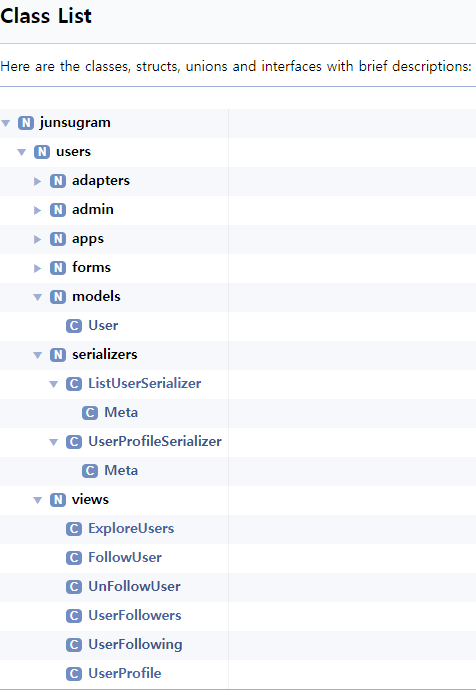 Class List
Here are the classes, structs, unions and interfaces with brief descriptions:
N junsugram
N users
N adapters
N admin
N apps
N forms
N models
C User
N serializers
C ListUserSerializer
C Meta
C UserProfileSerializer
C Meta
N views
C ExploreUsers
C FollowUser
C UnFollowUser
C UserFollowers
C UserFollowing
C UserProfile